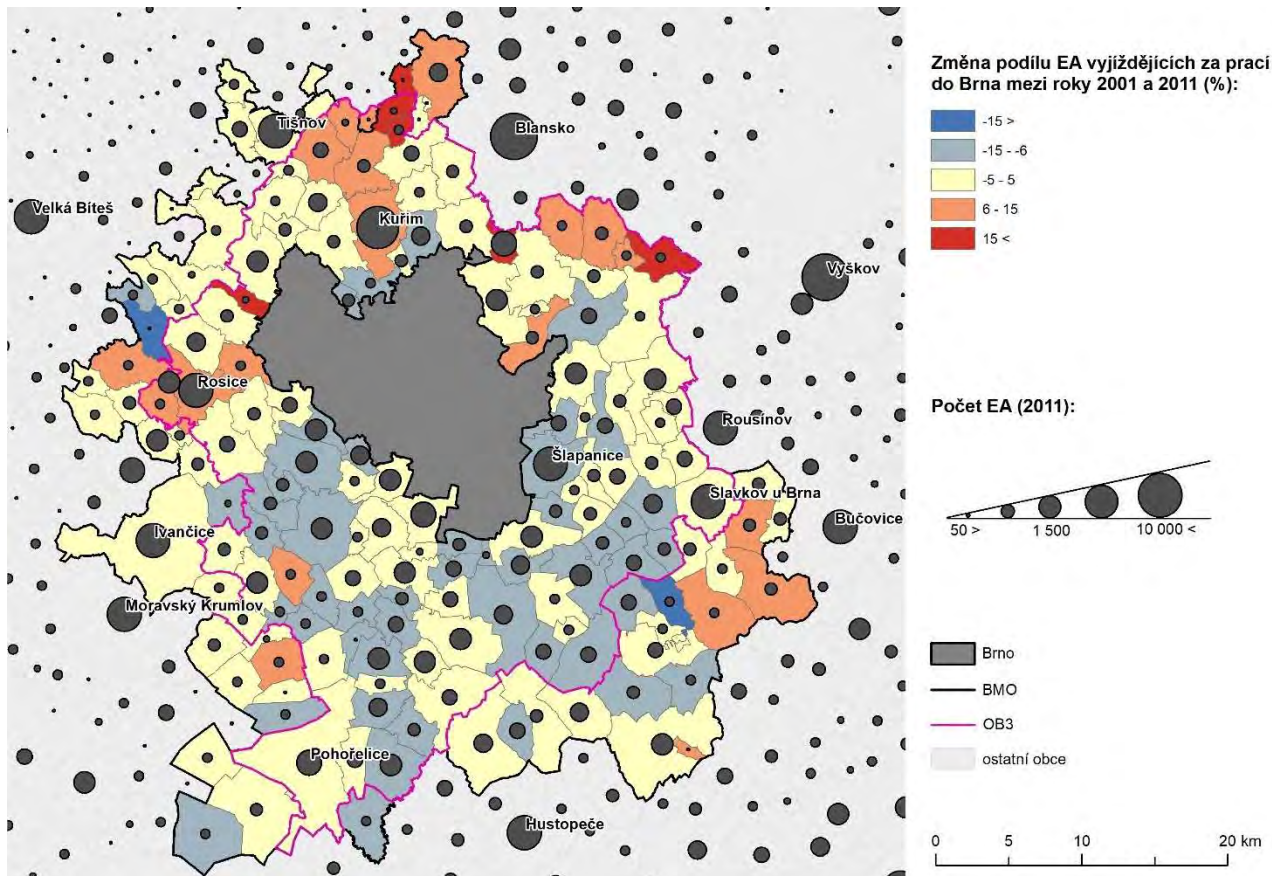 Tišnov
Blansko
Velká Bíteš
Kuřim
Vyškov
Rosice
Rousínov
Šlapanice
Slavkov u Brna
Bučovice
Ivančice
Moravský Krumlov
Pohořelice
Hustopeče
Změna podílu EA vyjíždějících za prací
do Brna mezi roky 2001 a 2011 (%):
-15 >
-15 - -6
-5 - 5
6 - 15
15 <
Počet EA (2011):
50 > 1 500 10 000 <
Brno
BMO
OB3
ostatní obce
0 5 10 20 km